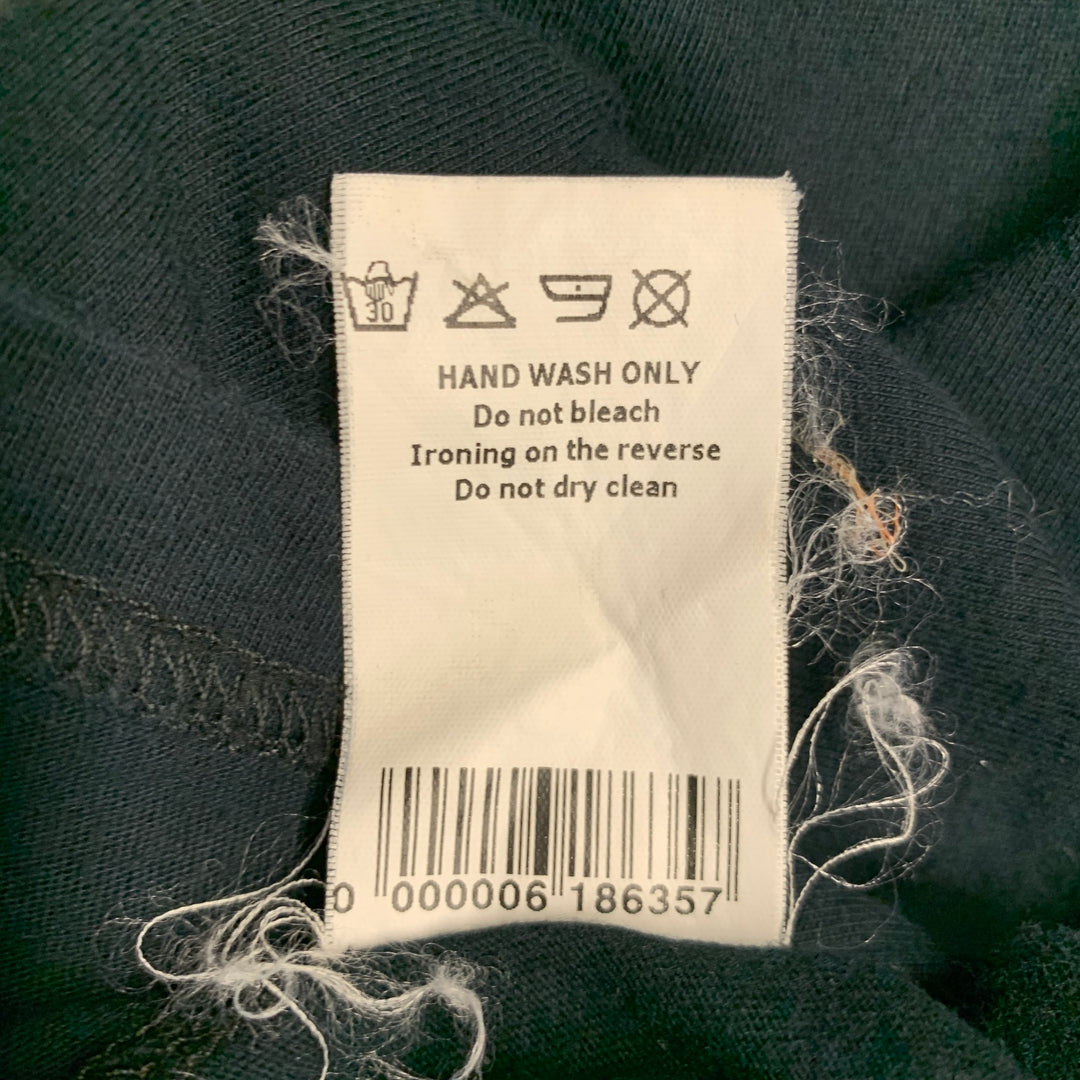 30
HAND WASH ONLY
Do not bleach
Ironing on the reverse
Do not dry clean
0 000006 186357